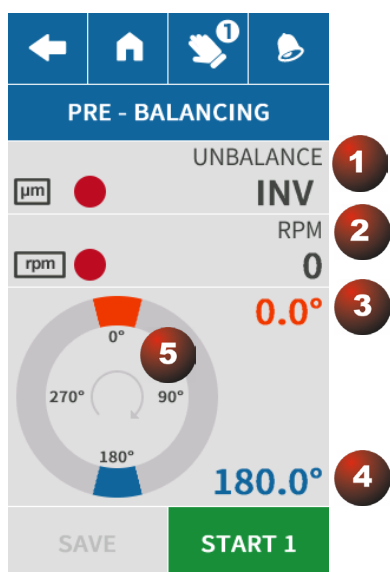 1
PRE - BALANCING
UNBALANCE
1
µm
INV
RPM
2
rpm
0
0.0°
3
0°
5
270°
90°
180°
180.0°
4
SAVE
START 1